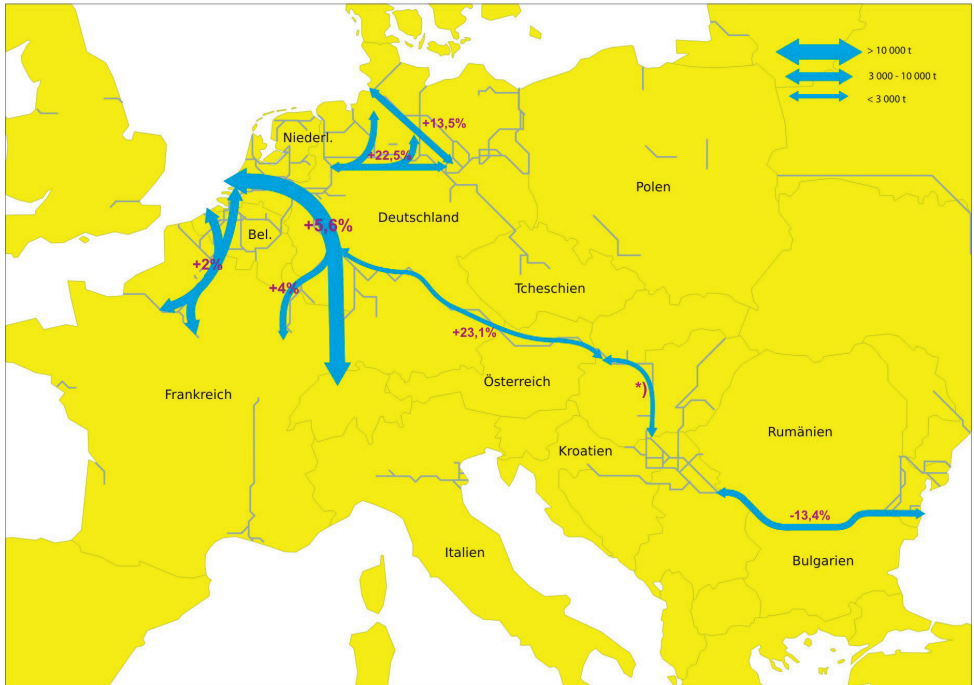 > 10 000 t
3 000 - 10 000 t
< 3 000 t
+13,5%
Niederl.
+22,5%
Polen
Deutschland
+5,6%
Bel.
+2%
+4%
Tcheschien
+23,1%
Österreich
*)
Frankreich
Rumänien
Kroatien
-13,4%
Italien
Bulgarien